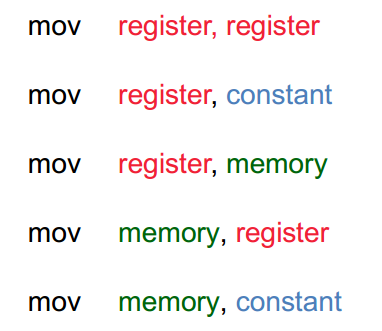 mov register, register
mov register, constant
mov register, memory
mov memory, register
mov memory, constant